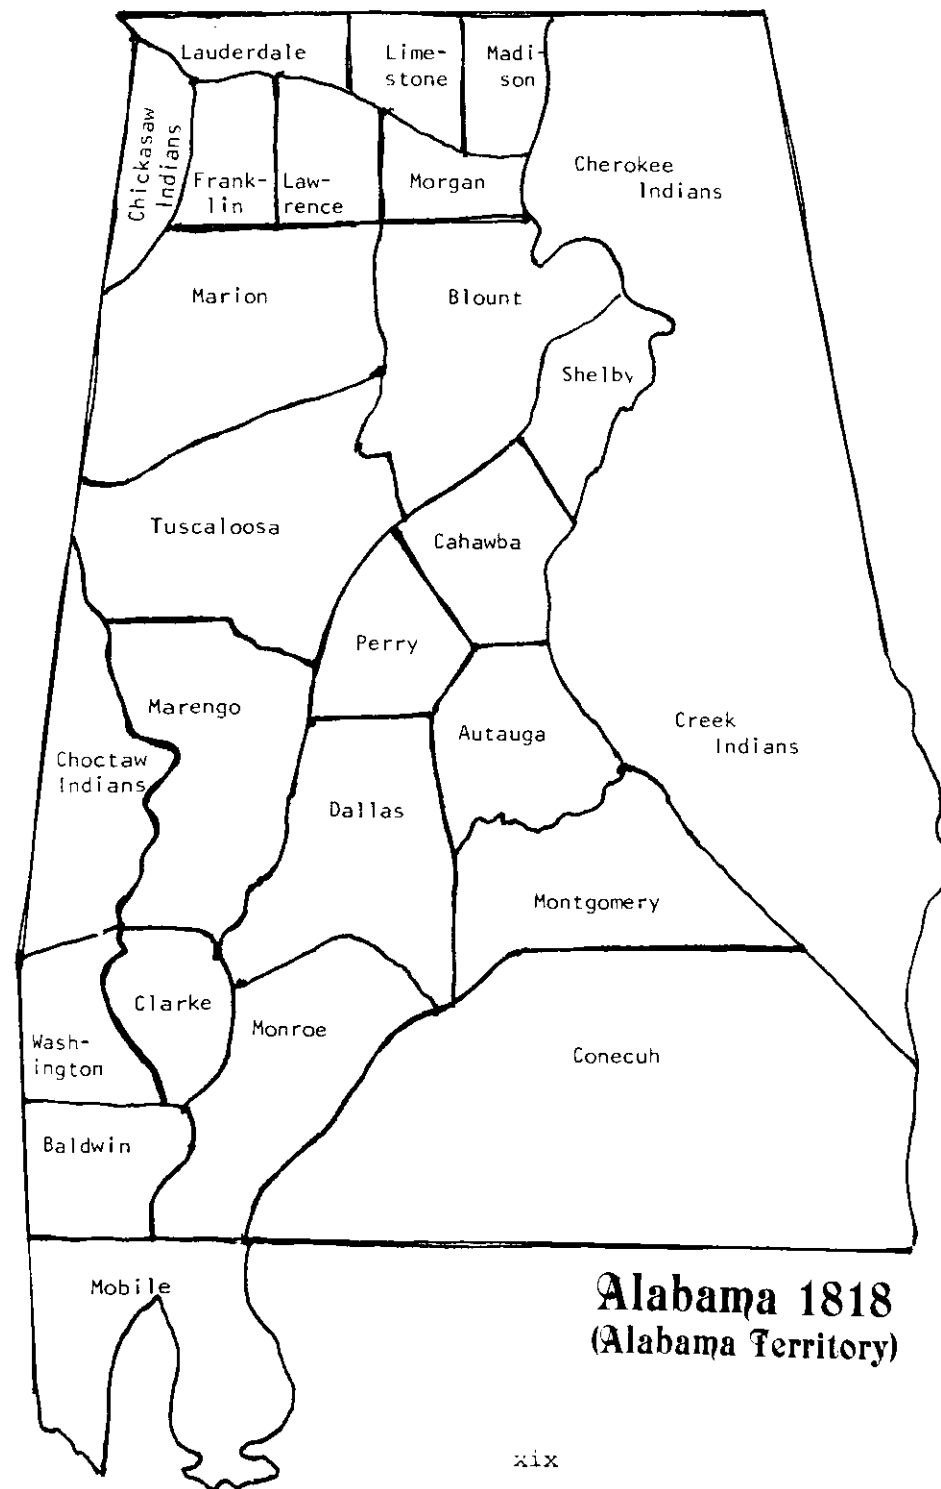 Lauderdale
Lime-
stone
Madi-
son
Chickasaw
Indians
Frank-
lin
Law-
rence
Morgan
Cherokee
Indians
Marion
Blount
Shelby
Tuscaloosa
Cahawba
Perry
Marengo
Autauga
Creek
Indians
Choctaw
Indians
Dallas
Montgomery
Clarke
Monroe
Wash-
ington
Conecuh
Baldwin
Mobile
Alabama 1818
(Alabama Territory)
xix